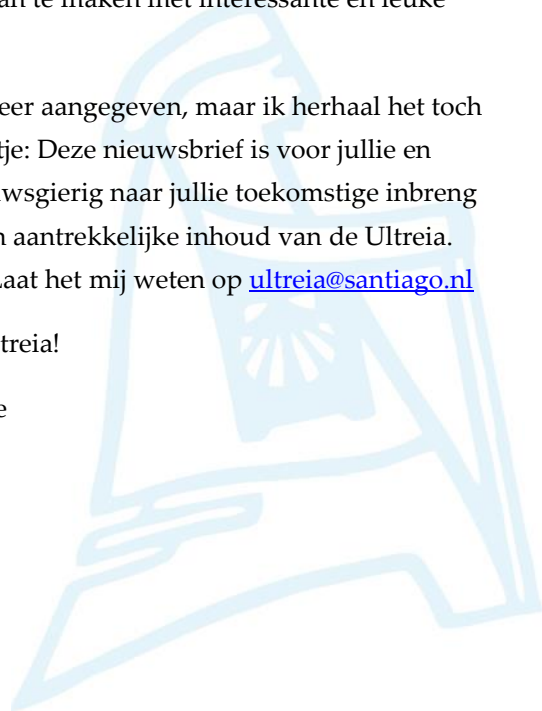 te maken met interessante en leuke
eer aangegeven, maar ik herhaal het toch
tje: Deze nieuwsbrief is voor jullie en
uwsgierig naar jullie toekomstige inbreng
aantrekkelijke inhoud van de Ultreia.
Laat het mij weten op ultreia@santiago.nl
treia!
e